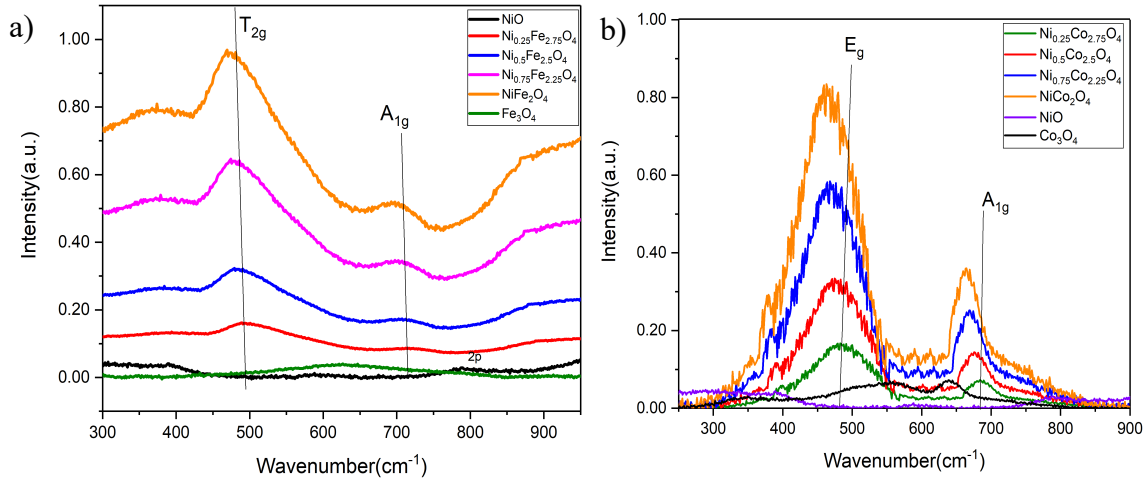 a)
T2g
A1g
NiO
Ni0.25Fe2.75O4
Ni0.5Fe2.5O4
Ni0.75Fe2.25O4
NiFe2O4
Fe3O4
2p
1.00
0.80
0.60
0.40
0.20
0.00
Intensity(a.u.)
300 400 500 600 700 800 900
Wavenumber(cm-1)
b)
Eg
A1g
Ni0.25Co2.75O4
Ni0.5Co2.5O4
Ni0.75Co2.25O4
NiCo2O4
NiO
Co3O4
1.00
0.80
0.60
0.40
0.20
0.00
Intensity(a.u.)
300 400 500 600 700 800 900
Wavenumber(cm-1)